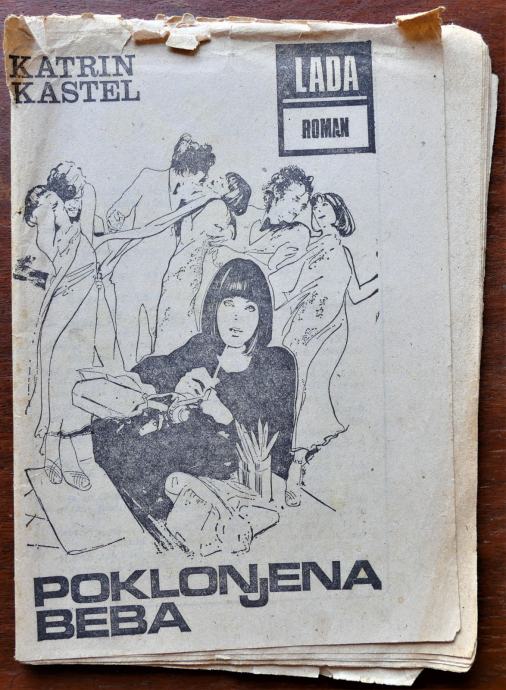 KATRIN
KASTEL
LADA
ROMAN
POKLONJENA
BEBA